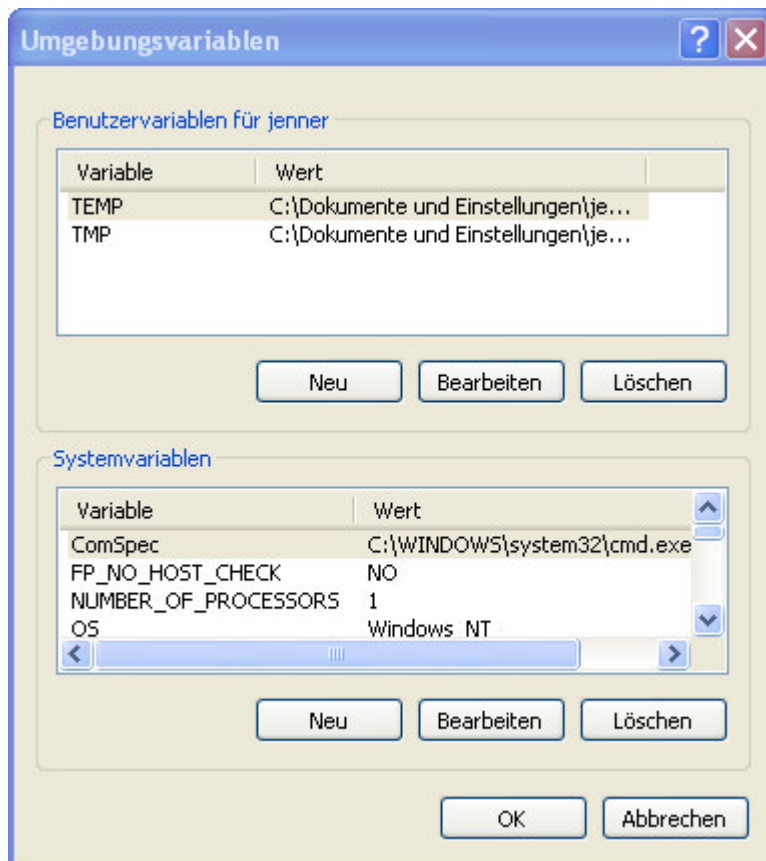 Umgebungsvariablen
Benutzervariablen für jenner
Variable Wert
TEMP C:\Dokumente und Einstellungen\je...
TMP C:\Dokumente und Einstellungen\je...
Neu Bearbeiten Löschen
Systemvariablen
Variable Wert
ComSpec C:\WINDOWS\system32\cmd.exe
FP_NO_HOST_CHECK NO
NUMBER_OF_PROCESSORS 1
OS Windows_NT
Neu Bearbeiten Löschen
OK Abbrechen